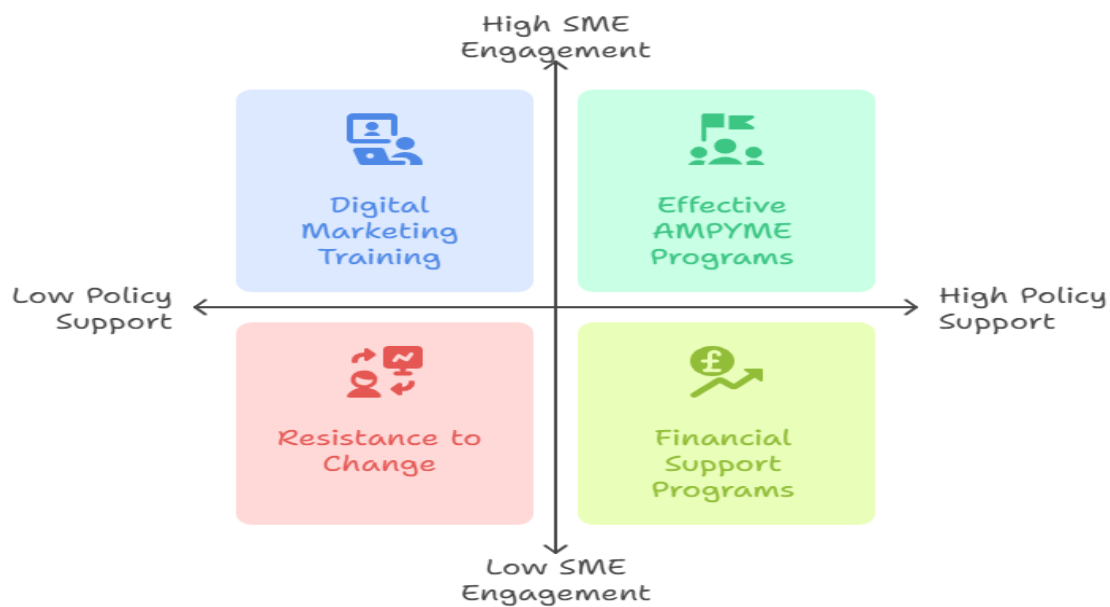 High SME
Engagement
Digital
Marketing
Training
Effective
AMPYME
Programs
Low Policy
Support
High Policy
Support
£
Resistance to
Change
Financial
Support
Programs
Low SME
Engagement